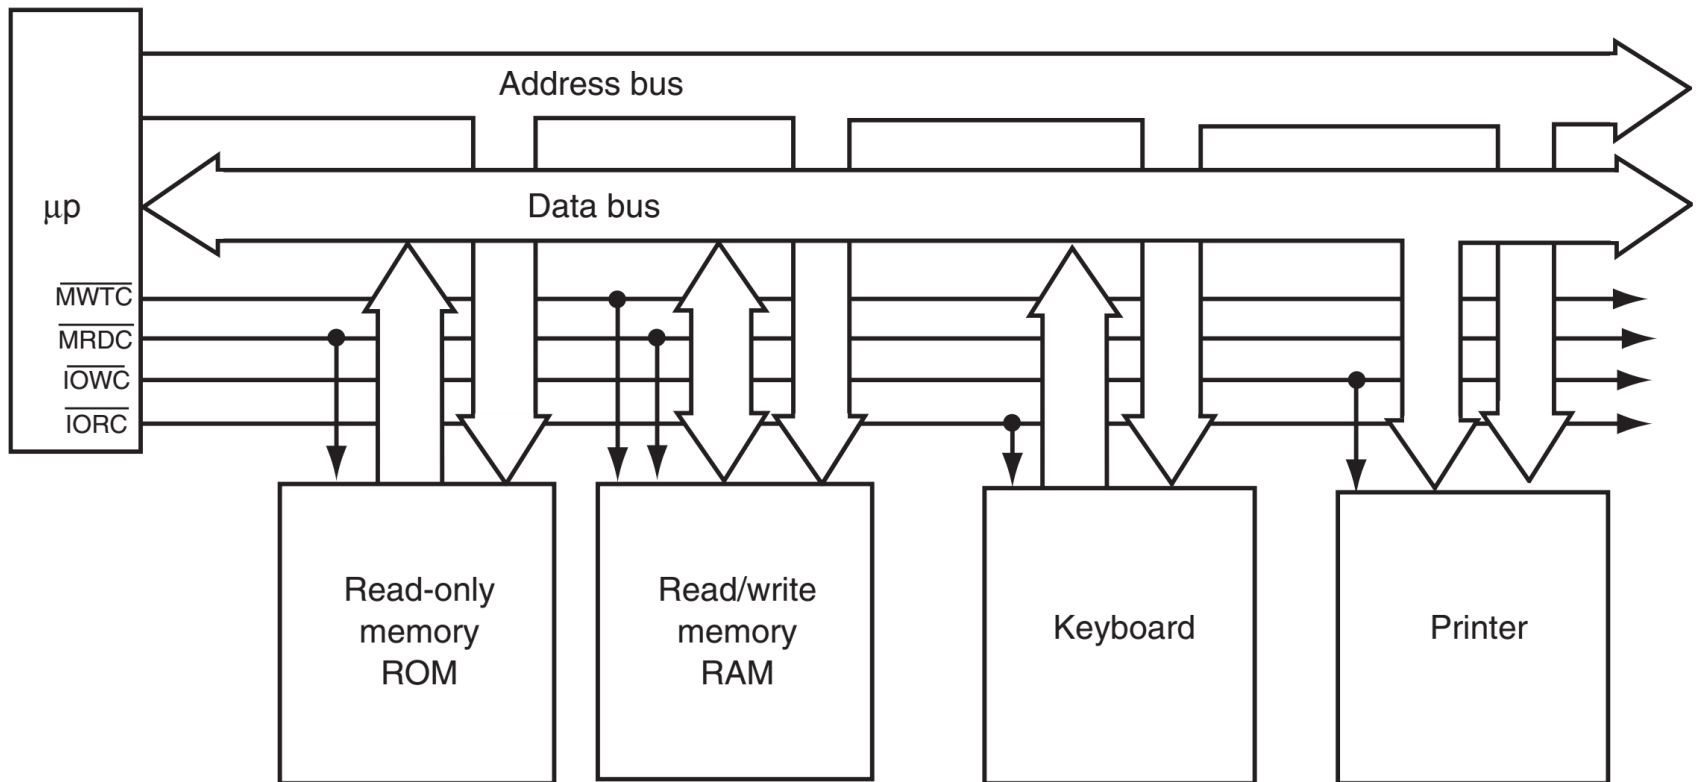 Address bus
μp
Data bus
MWTC
MRDC
IOWC
IORC
Read-only
memory
ROM
Read/write
memory
RAM
Keyboard
Printer